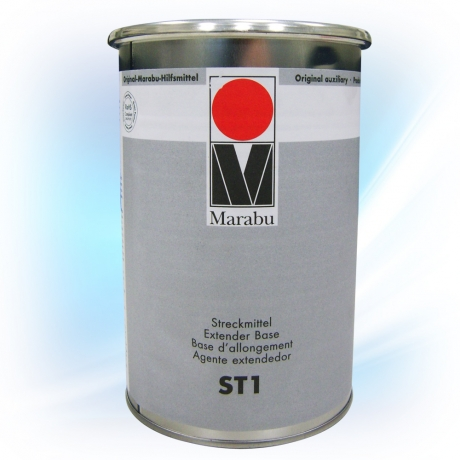 Original-Marabu-Hilfsmittel
Original auxiliary
Marabu
Streckmittel
Extender Base
Base d'allongement
Agente extendedor
ST1